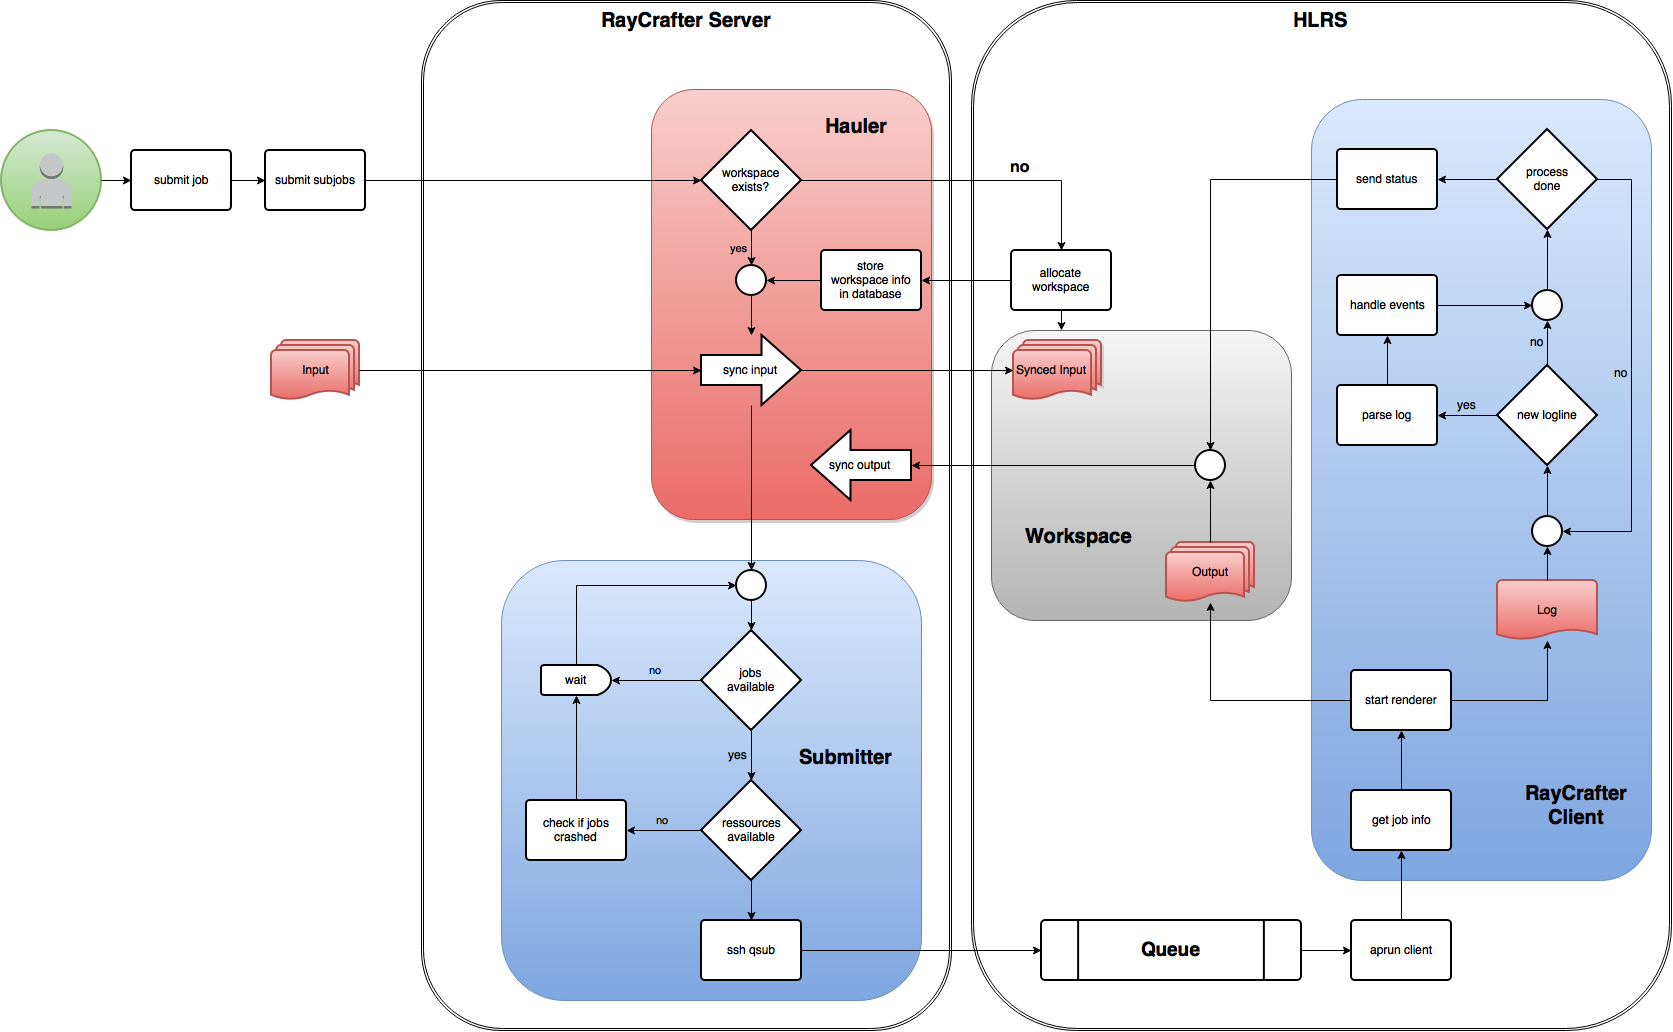 RayCrafter Server
HLRS
Hauler
submit job
submit subjobs
workspace
exists?
no
yes
store
workspace info
in database
allocate
workspace
Input
sync input
Synced Input
sync output
Workspace
Output
send status
process
done
handle events
no
no
parse log
yes
new logline
Log
start renderer
RayCrafter
Client
get job info
wait
no
jobs
available
yes
Submitter
check if jobs
crashed
no
ressources
available
ssh qsub
Queue
aprun client